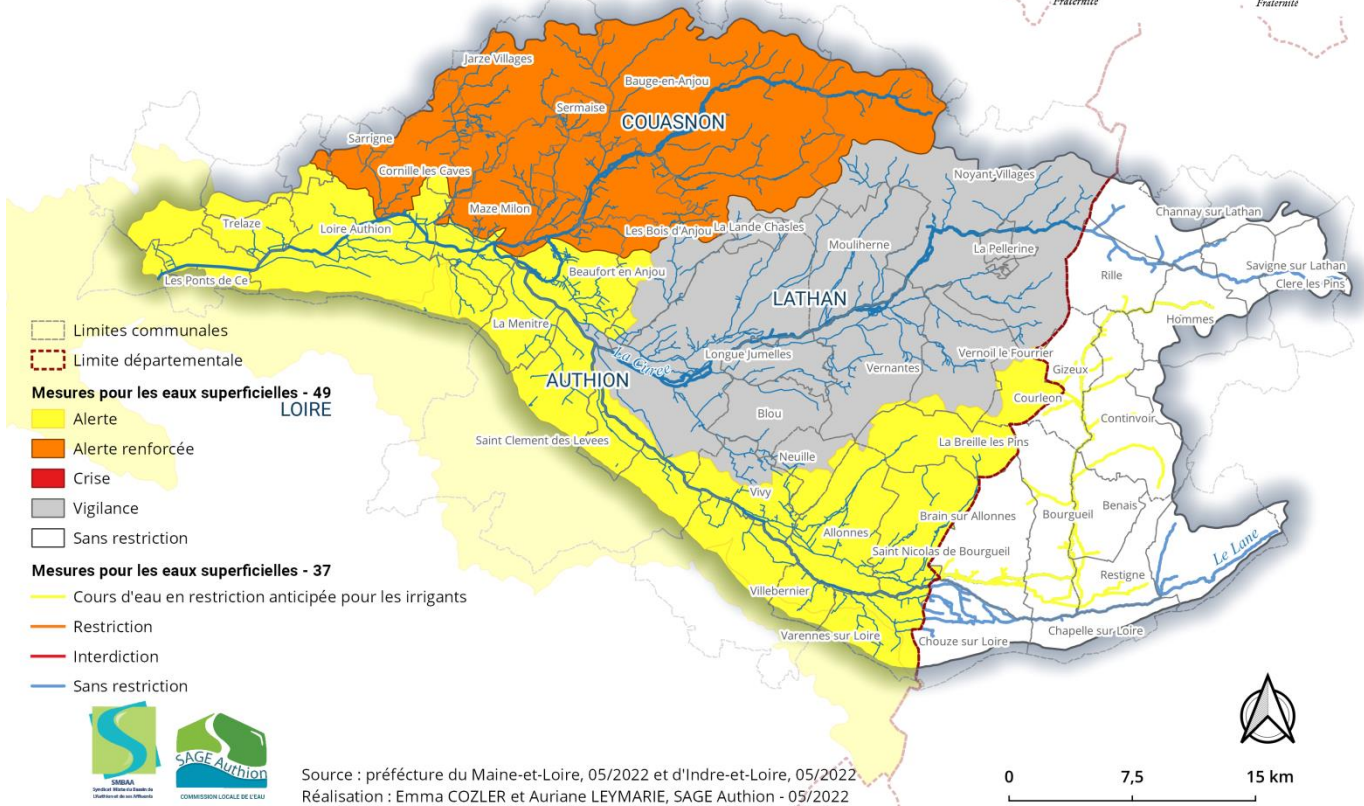 Fraternité
Fraternité
Jarze Villages
Bauge-en-Anjou
Sermaise
COUASNON
Sarrigne
Cornille les Caves
Noyant-Villages
Maze Milon
Channay sur Lathan
Trelaze
Loire Authion
Les Bois d'Anjou
La Lande Chasles
Mouliherne
La Pellerine
Savigne sur Lathan
Rille
Clere les Pins
Beaufort en Anjou
Les Ponts de Ce
LATHAN
Hommes
La Menitre
Limites communales
La Curee
Longue Jumelles
Vernoil le Fourrier
Limite départementale
Vernantes
Gizeux
AUTHION
Mesures pour les eaux superficielles - 49
Courleon
LOIRE
Blou
Continvoir
Alerte
Saint Clement des Levees
La Breille les Pins
Alerte renforcée
Neuille
Crise
Vivy
Benais
Vigilance
Brain sur Allonnes
Bourgueil
Allonnes
Sans restriction
Saint Nicolas de Bourgueil
Le Lane
Mesures pour les eaux superficielles - 37
Restigne
Villebernier
Cours d'eau en restriction anticipée pour les irrigants
Restriction
Chapelle sur Loire
Varennes sur Loire
Chouze sur Loire
Interdiction
Sans restriction
SAGE Authion
COMMISSION LOCALE DE L'EAU
SMBAA
Source : préfécture du Maine-et-Loire, 05/2022 et d'Indre-et-Loire, 05/2022
Réalisation : Emma COZLER et Auriane LEYMARIE, SAGE Authion - 05/2022
0 7,5 15 km